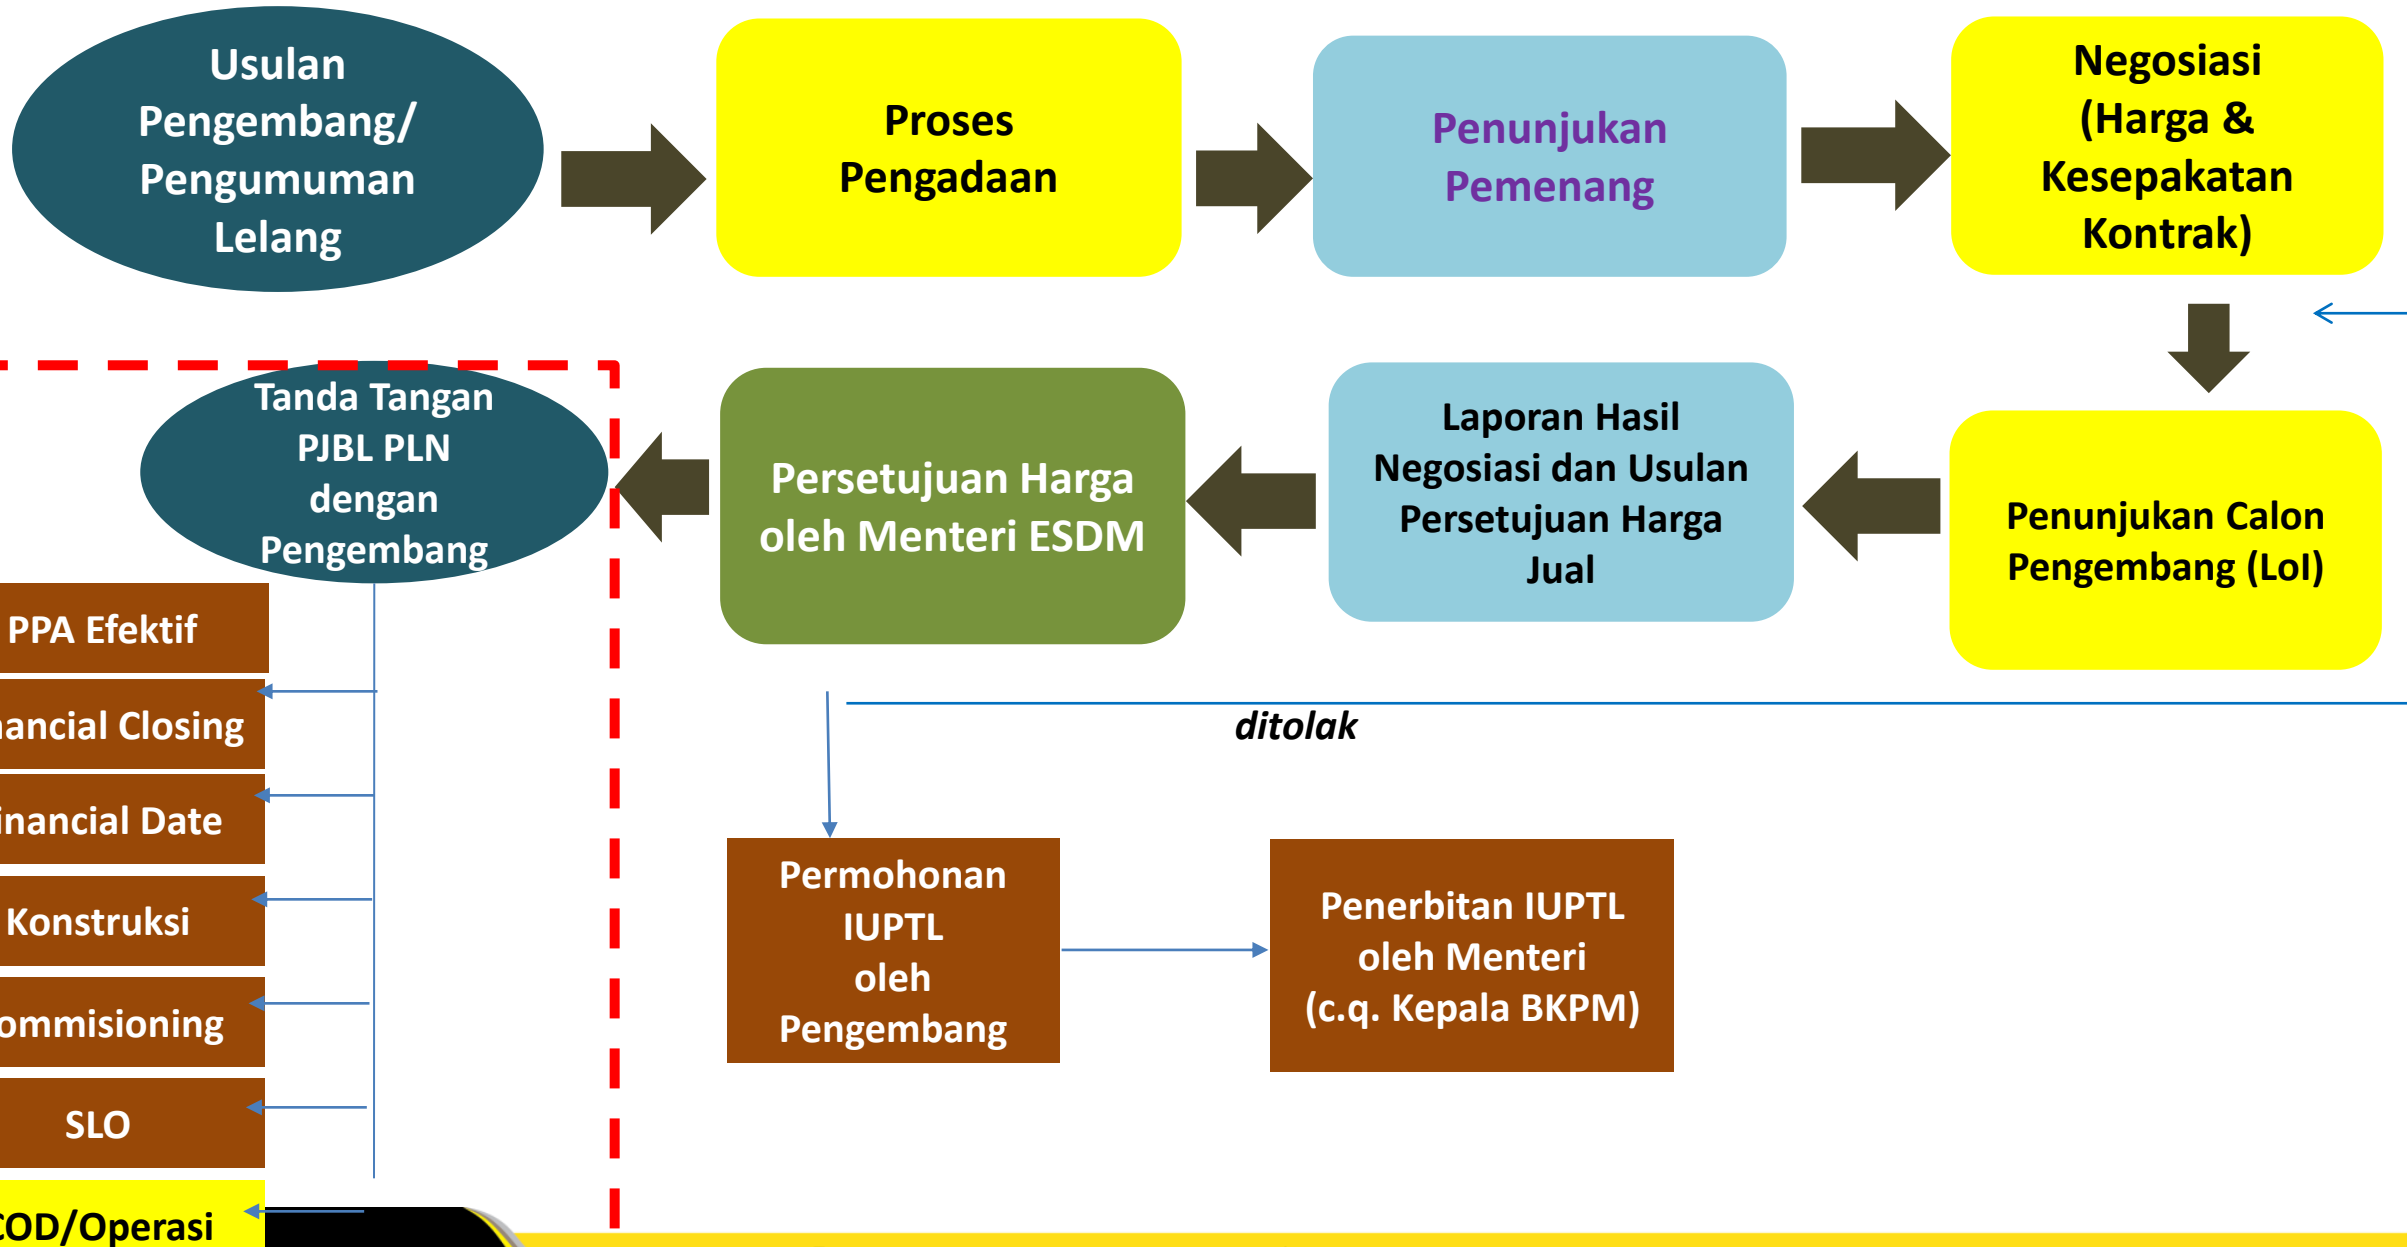 Usulan
Pengembang/
Pengumuman
Lelang
Proses
Pengadaan
Penunjukan
Pemenang
Negosiasi
(Harga &
Kesepakatan
Kontrak)
Tanda Tangan
PJBL PLN
dengan
Pengembang
Persetujuan Harga
oleh Menteri ESDM
Laporan Hasil
Negosiasi dan Usulan
Persetujuan Harga
Jual
Penunjukan Calon
Pengembang (LoI)
PPA Efektif
nancial Closing
inancial Date
Konstruksi
ommisioning
SLO
COD/Operasi
ditolak
Permohonan
IUPTL
oleh
Pengembang
Penerbitan IUPTL
oleh Menteri
(c.q. Kepala BKPM)